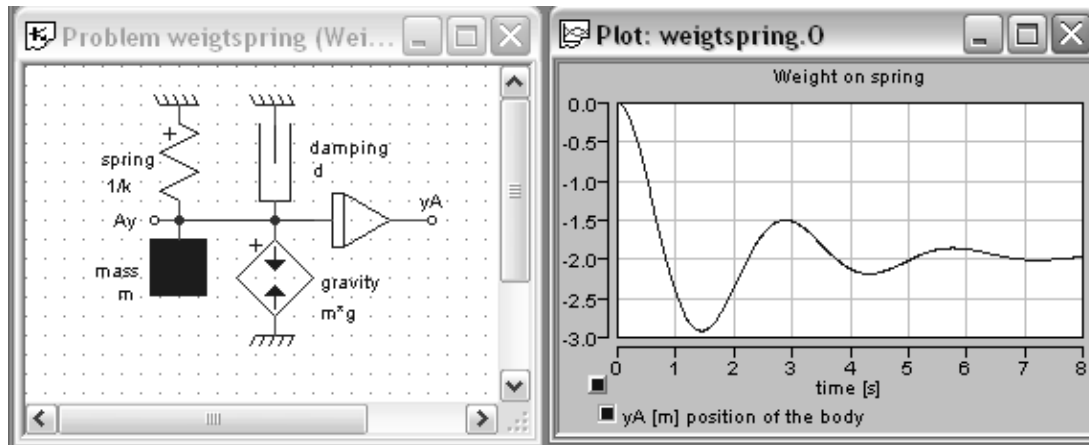 Problem weigtspring (Wei...
spring
1/k
damping
d
Ay
yA
mass
m
gravity
m*g
+
+
Plot: weigtspring.O
Weight on spring
0.0
-0.5
-1.0
-1.5
-2.0
-2.5
-3.0
0 1 2 3 4 5 6 7 8
time [s]
yA [m] position of the body